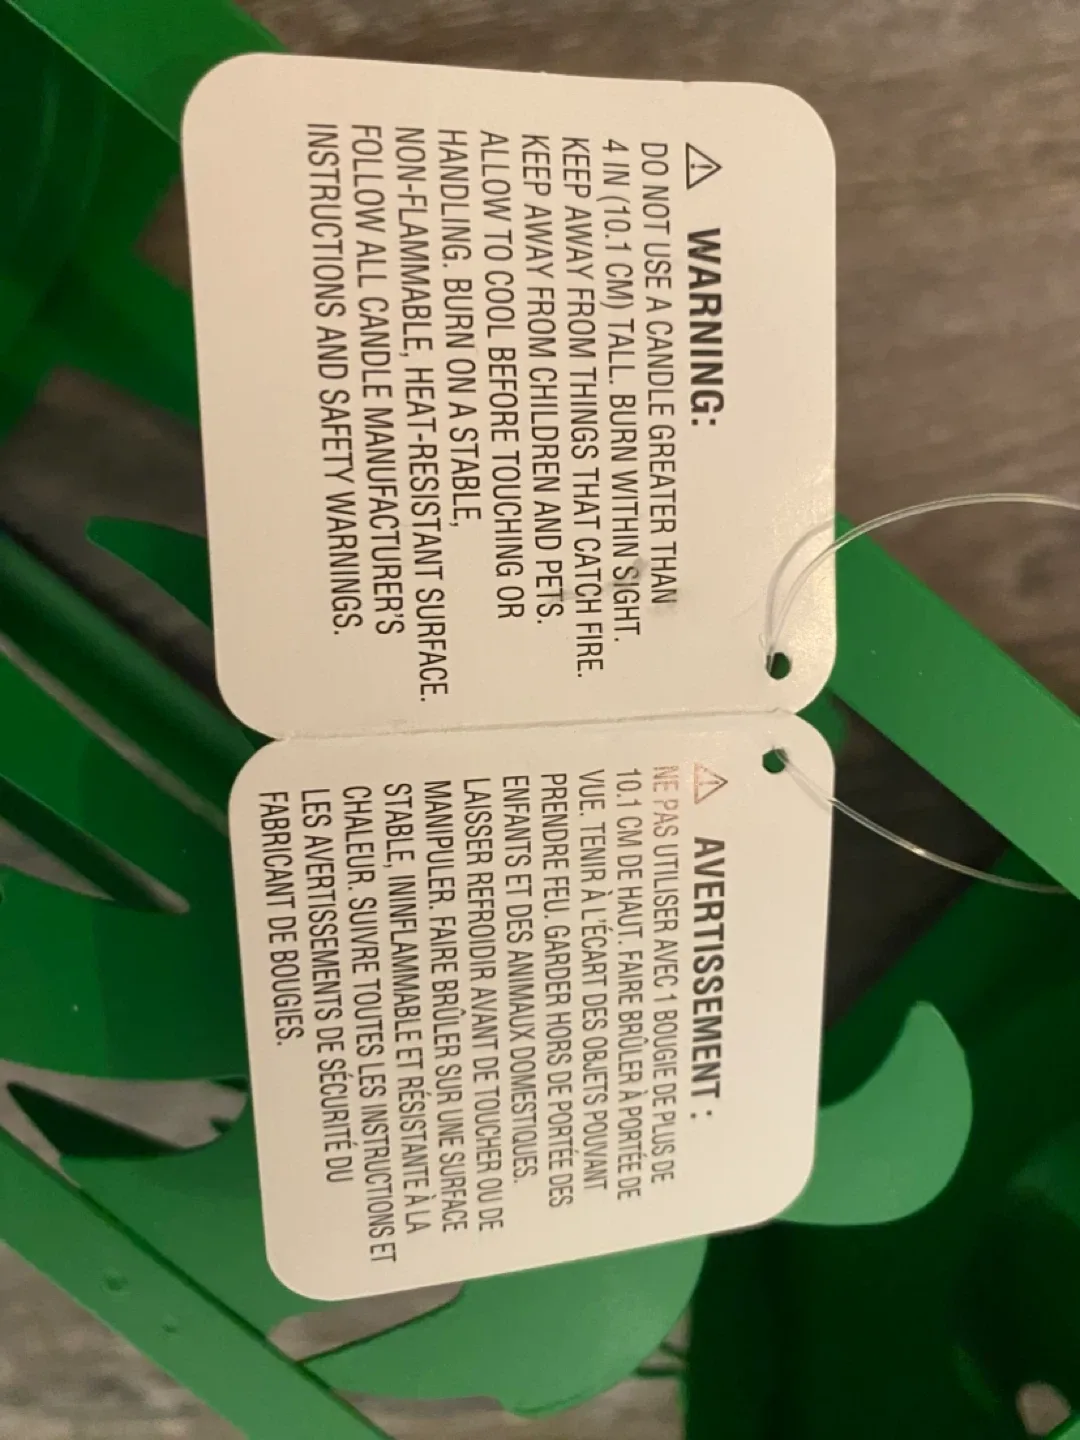 ⚠ WARNING:
DO NOT USE A CANDLE GREATER THAN
4 IN (10.1 CM) TALL. BURN WITHIN SIGHT.
KEEP AWAY FROM THINGS THAT CATCH FIRE.
KEEP AWAY FROM CHILDREN AND PETS.
ALLOW TO COOL BEFORE TOUCHING OR
HANDLING. BURN ON A STABLE,
NON-FLAMMABLE, HEAT-RESISTANT SURFACE.
FOLLOW ALL CANDLE MANUFACTURER'S
INSTRUCTIONS AND SAFETY WARNINGS.
⚠ AVERTISSEMENT :
NE PAS UTILISER AVEC 1 BOUGIE DE PLUS DE
10.1 CM DE HAUT. FAIRE BRÛLER À PORTÉE DE
VUE. TENIR À L'ÉCART DES OBJETS POUVANT
PRENDRE FEU. GARDER HORS DE PORTÉE DES
ENFANTS ET DES ANIMAUX DOMESTIQUES.
LAISSER REFROIDIR AVANT DE TOUCHER OU DE
MANIPULER. FAIRE BRÛLER SUR UNE SURFACE
STABLE, ININFLAMMABLE ET RÉSISTANTE À LA
CHALEUR. SUIVRE TOUTES LES INSTRUCTIONS ET
LES AVERTISSEMENTS DE SÉCURITÉ DU
FABRICANT DE BOUGIES.